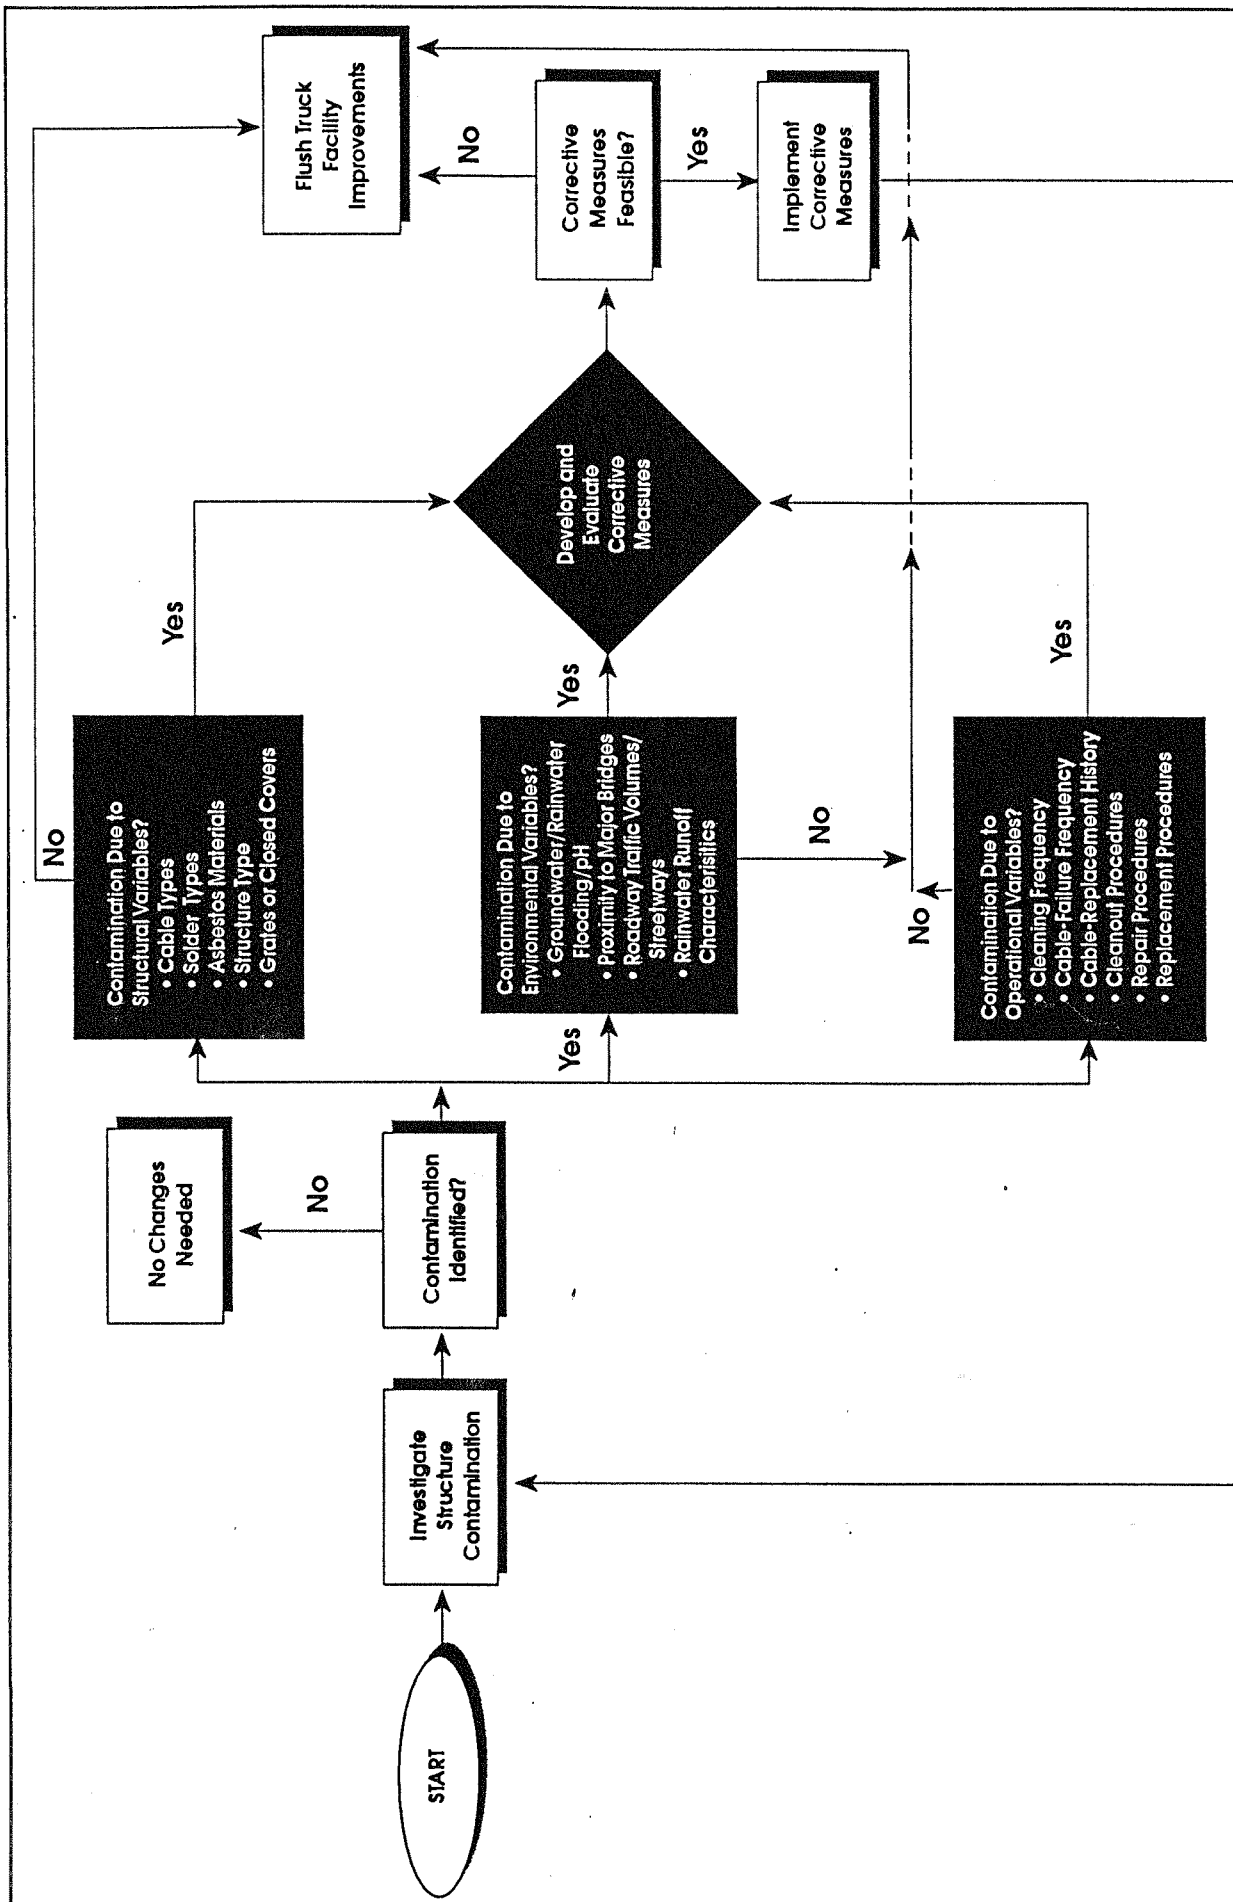 START
Investigate
Structure
Contamination
Contamination
Identified?
No
No Changes
Needed
Yes
Contamination Due to
Structural Variables?
• Cable Types
• Solder Types
• Asbestos Materials
• Structure Type
• Grates or Closed Covers
No
Yes
Contamination Due to
Environmental Variables?
• Groundwater/Rainwater
Flooding/pH
• Proximity to Major Bridges
• Roadway Traffic Volumes/
Streetways
• Rainwater Runoff
Characteristics
Yes
No
Contamination Due to
Operational Variables?
• Cleaning Frequency
• Cable-Failure Frequency
• Cable-Replacement History
• Cleanout Procedures
• Repair Procedures
• Replacement Procedures
No
Yes
Develop and
Evaluate
Corrective
Measures
Corrective
Measures
Feasible?
No
Yes
Flush Truck
Facility
Improvements
Implement
Corrective
Measures